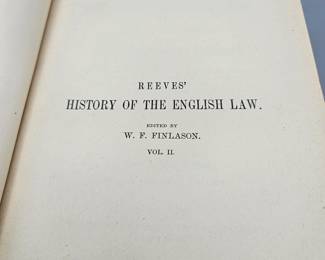 REEVES'
HISTORY OF THE ENGLISH LAW.
EDITED BY
W. F. FINLASON.
VOL. II.